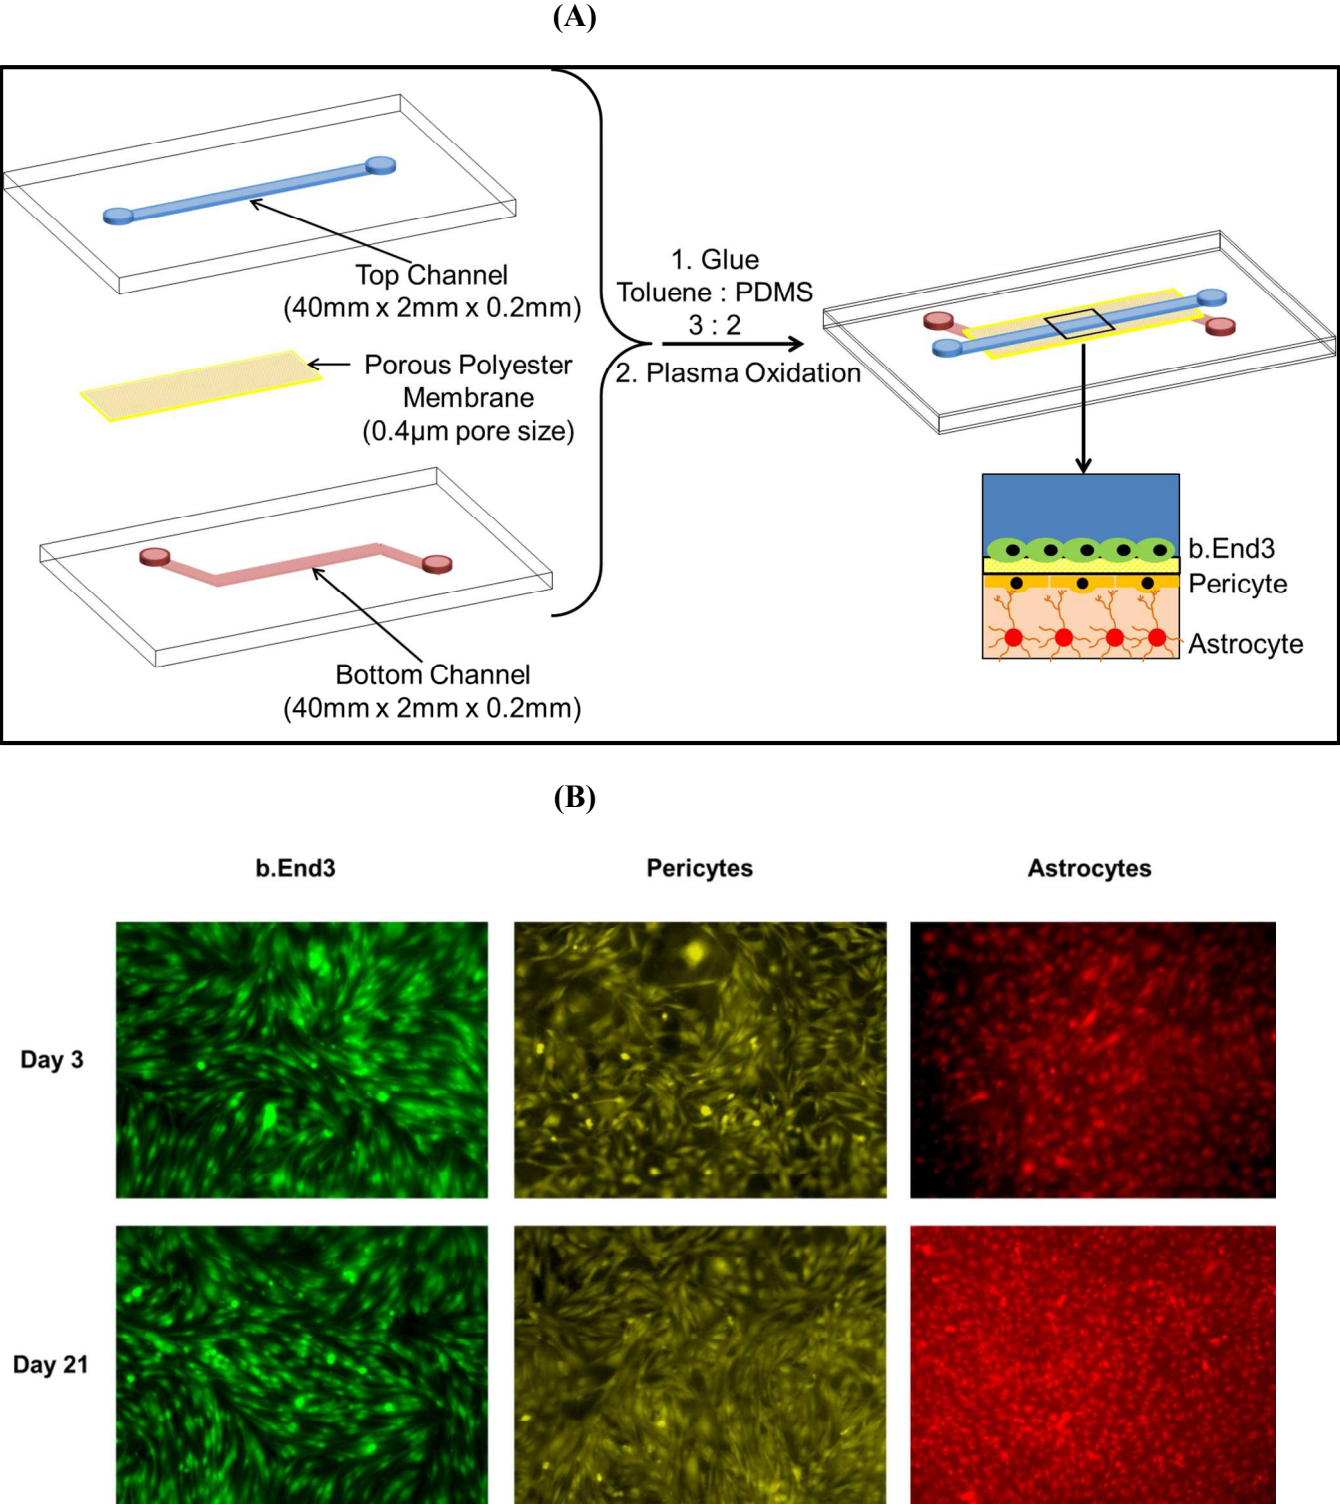 (A)
Top Channel
(40mm x 2mm x 0.2mm)
Porous Polyester
Membrane
(0.4µm pore size)
Bottom Channel
(40mm x 2mm x 0.2mm)
1. Glue
Toluene : PDMS
3 : 2
2. Plasma Oxidation
b.End3
Pericyte
Astrocyte
(B)
b.End3
Pericytes
Astrocytes
Day 3
Day 21